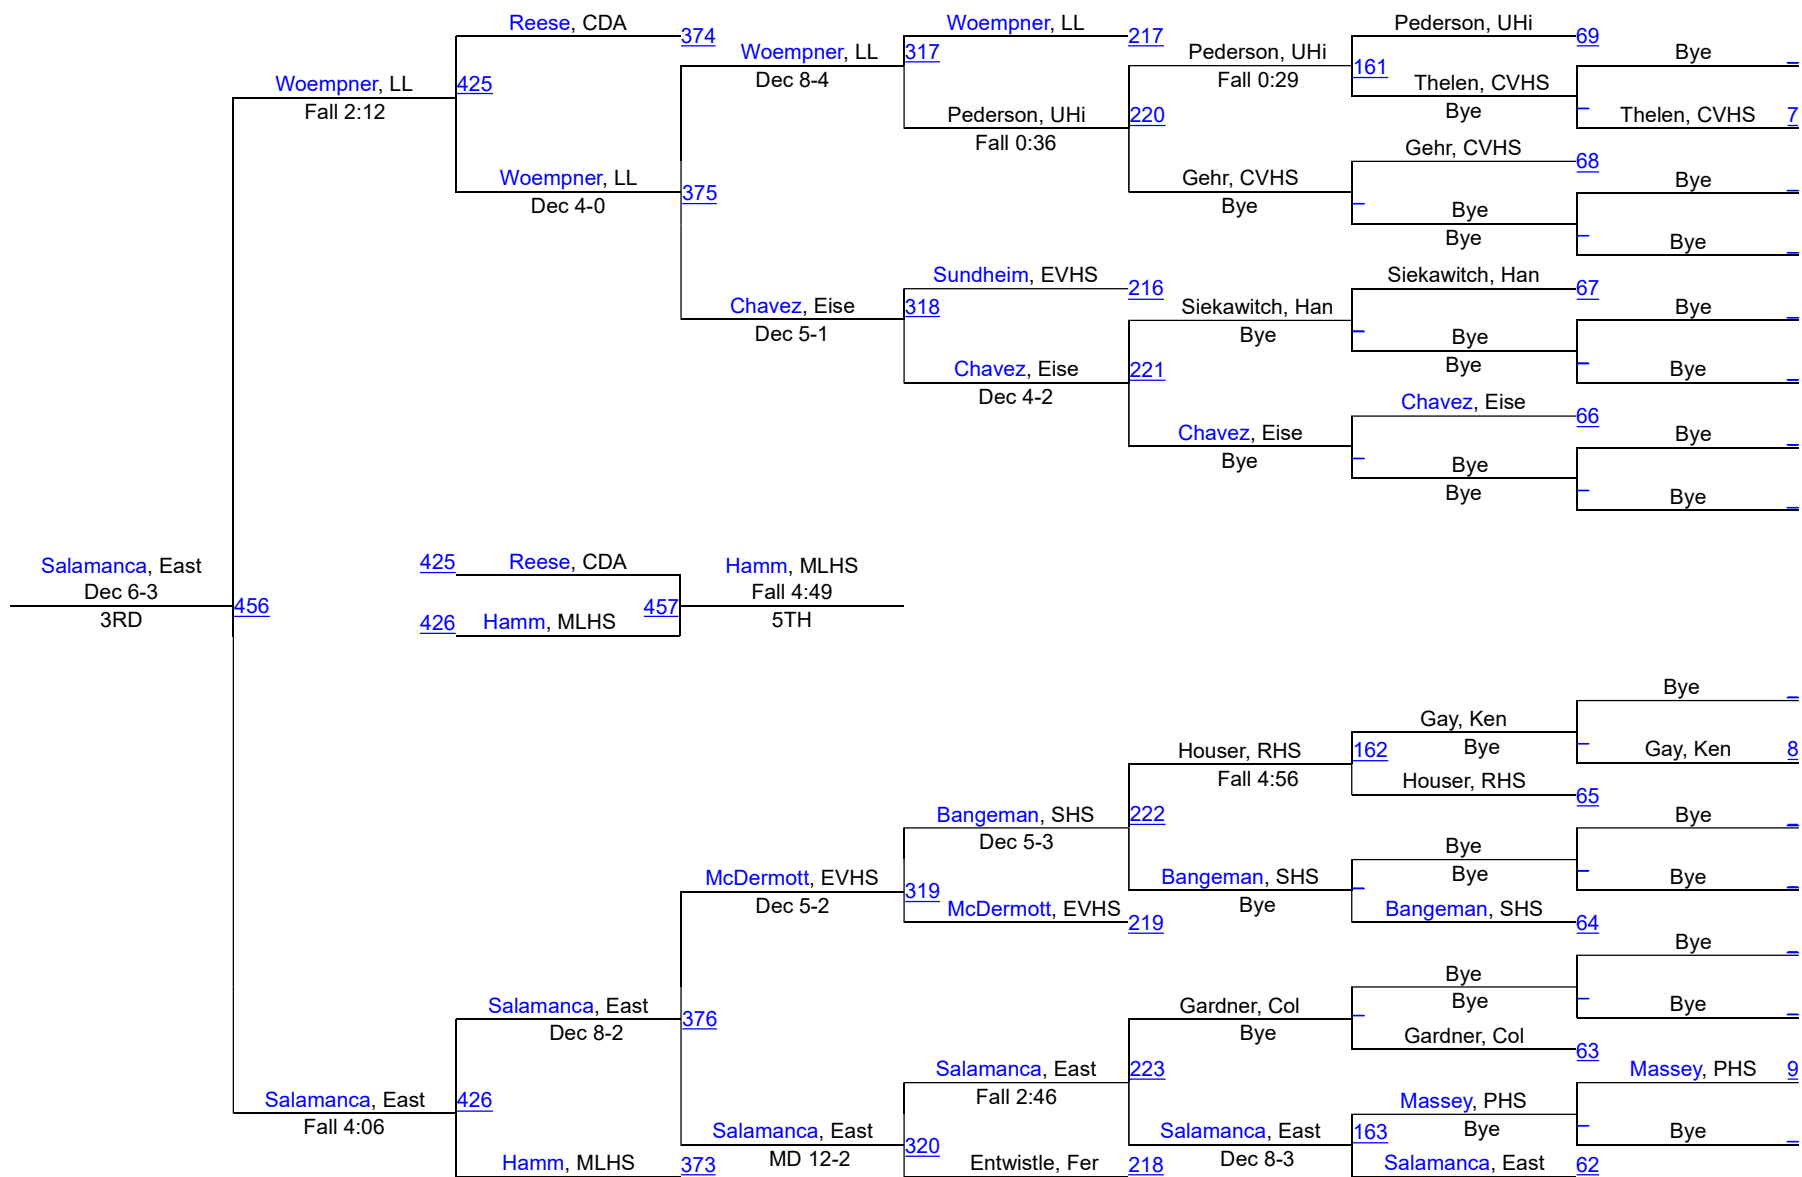 Reese, CDA
374
Woempner, LL
217
Pederson, UHi
69
Woempner, LL
317
Dec 8-4
Pederson, UHi
Fall 0:29
161
Bye
_
Woempner, LL
425
Fall 2:12
Thelen, CVHS
Bye
_
Thelen, CVHS 7
Pederson, UHi
220
Fall 0:36
Gehr, CVHS
68
Woempner, LL
375
Dec 4-0
Gehr, CVHS
Bye
_
Bye
_
Bye
Bye
_
Bye
_
Chavez, Eise
318
Dec 5-1
Sundheim, EVHS
216
Siekawitch, Han
67
Siekawitch, Han
Bye
_
Bye
_
Bye
Bye
_
Bye
_
Chavez, Eise
221
Dec 4-2
Chavez, Eise
66
Chavez, Eise
Bye
_
Bye
_
Bye
Bye
_
Bye
_
Salamanca, East
Dec 6-3
3RD
456
425
Reese, CDA
426
Hamm, MLHS
457
Hamm, MLHS
Fall 4:49
5TH
Bye
_
Gay, Ken
Bye
_
Gay, Ken 8
Houser, RHS
Fall 4:56
162
Houser, RHS
65
Bangeman, SHS
222
Dec 5-3
Bye
_
Bye
Bye
_
Bye
_
McDermott, EVHS
Dec 5-2
319
McDermott, EVHS
219
Bangeman, SHS
Bye
_
Bangeman, SHS
64
Bye
_
Bye
Bye
_
Bye
_
Salamanca, East
Dec 8-2
376
Gardner, Col
Bye
_
Gardner, Col
63
Salamanca, East
Fall 2:46
223
Massey, PHS 9
Salamanca, East
Fall 4:06
426
Massey, PHS
Bye
_
Bye
_
Salamanca, East
MD 12-2
320
Salamanca, East
Dec 8-3
163
Hamm, MLHS
373
Entwistle, Fer
218
Salamanca, East
62